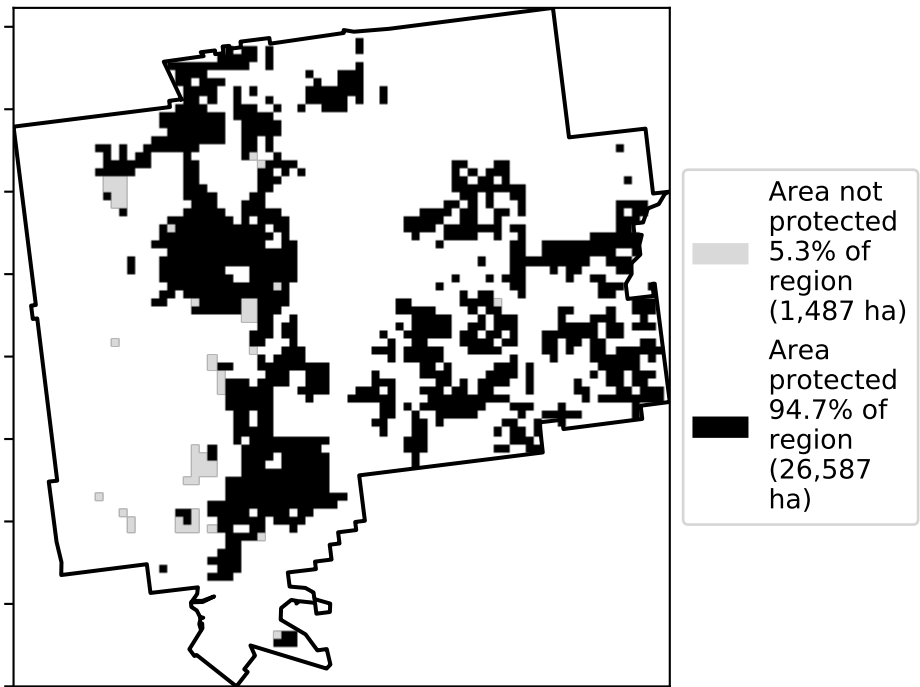 Area not
protected
5.3% of
region
(1,487 ha)
Area
protected
94.7% of
region
(26,587
ha)